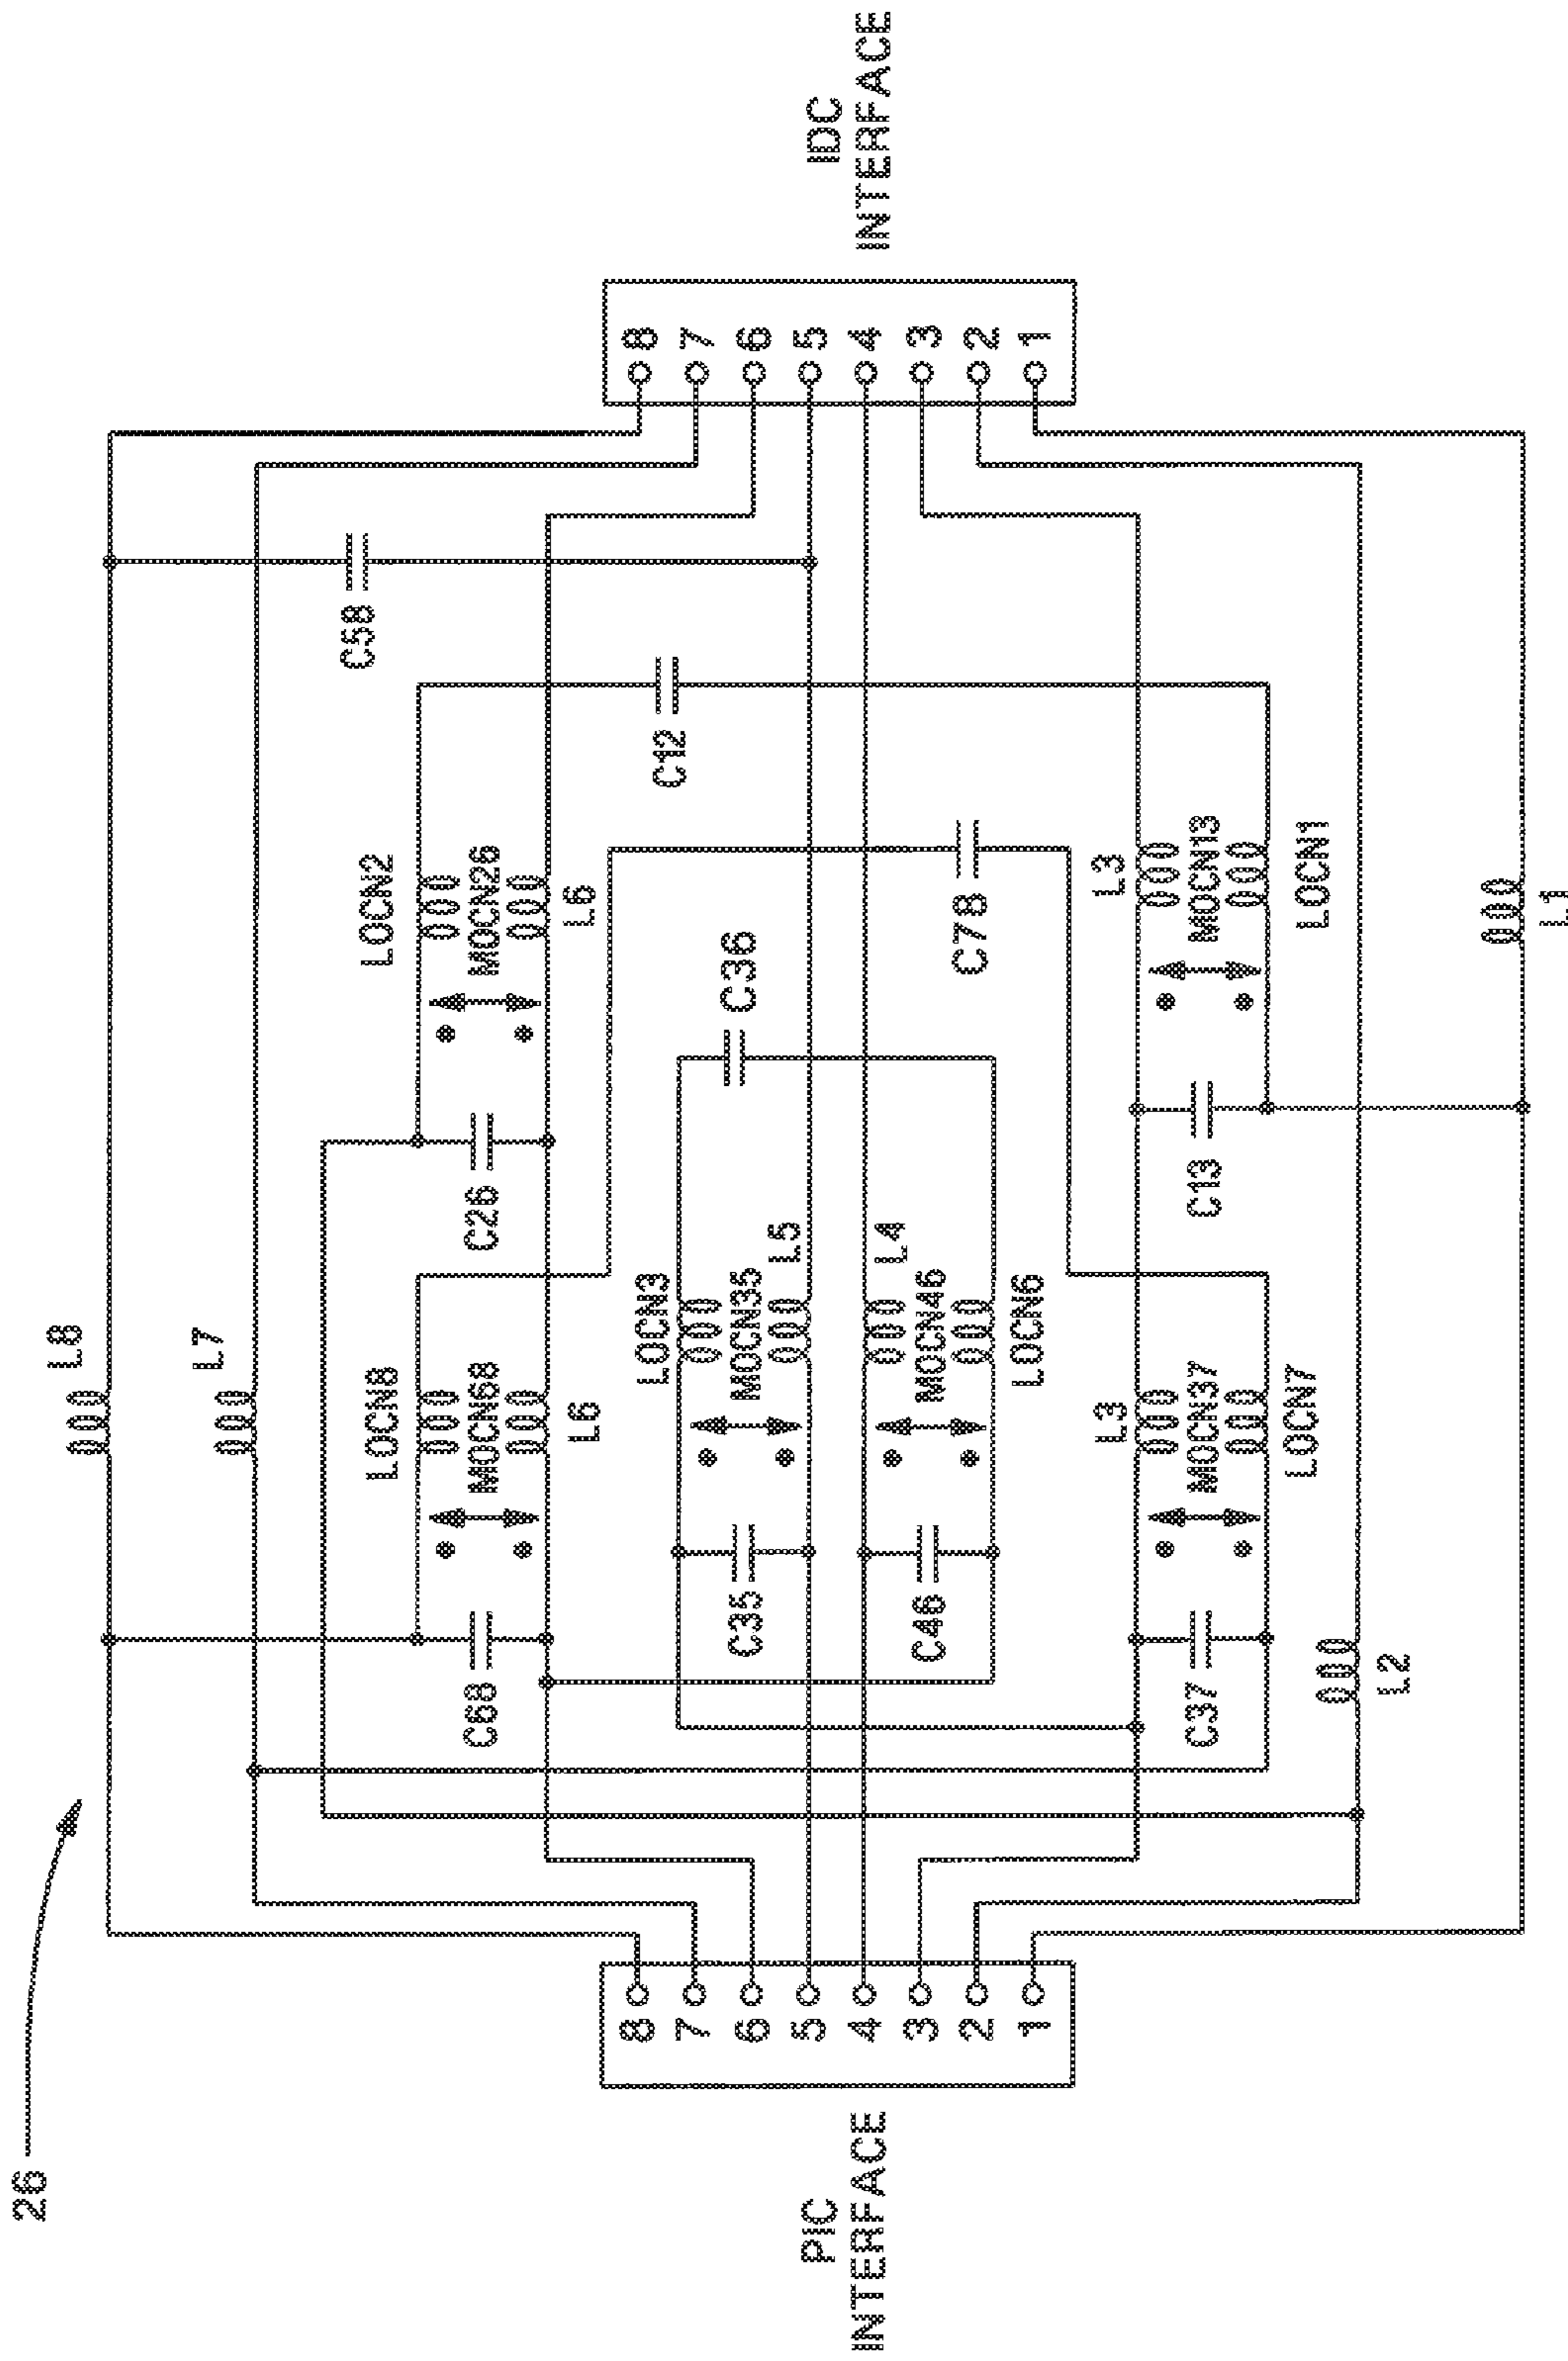 26
PIC
INTERFACE
8
7
6
5
4
3
2
1
L8
L7
LOCN8
MOCN68
L6
C68
LOCN2
MOCN26
L6
C26
C58
C12
LOCN3
MOCN35
L5
C35
C36
L4
MOCN46
LOCN6
C46
C78
L3
MOCN37
LOCN7
C37
L3
MOCN13
LOCN1
C13
L2
L1
8
7
6
5
4
3
2
1
IDC
INTERFACE